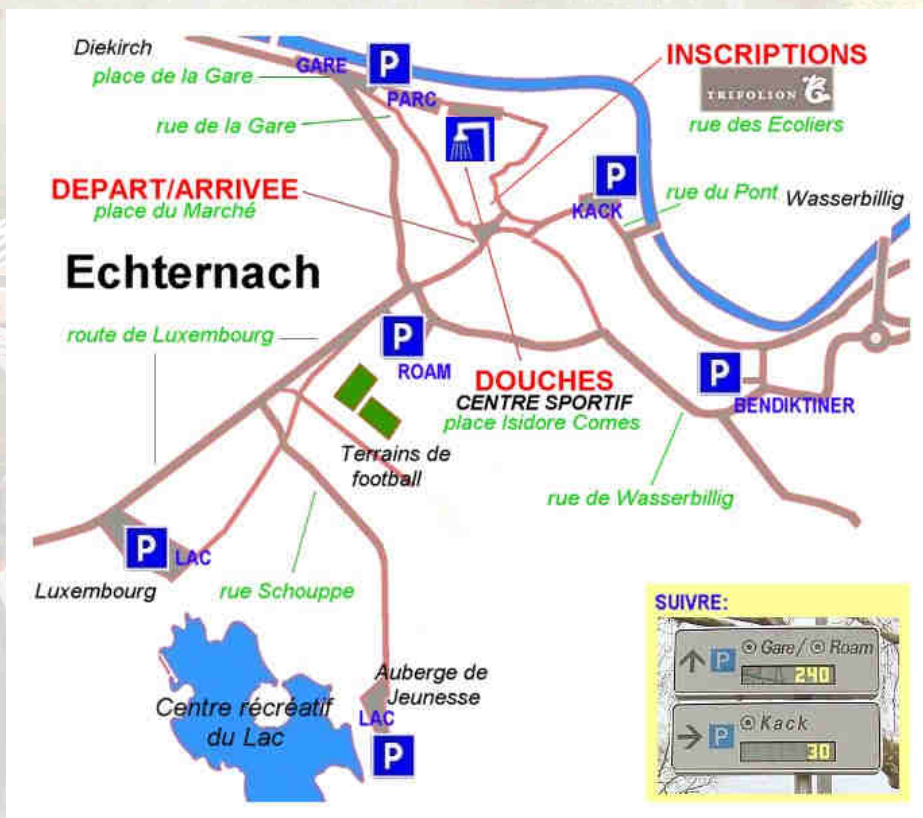 Diekirch
place de la Gare
GARE
P
PARC
rue de la Gare
INSCRIPTIONS
TRIFOLION
rue des Ecoliers
DEPART/ARRIVEE
place du Marché
P
KACK
rue du Pont
Wasserbillig
Echternach
route de Luxembourg
P
ROAM
DOUCHES
CENTRE SPORTIF
place Isidore Comes
P
BENDIKTINER
Terrains de
football
rue de Wasserbillig
P
LAC
Luxembourg
rue Schouppe
Auberge de
Jeunesse
LAC
P
Centre récréatif
du Lac
SUIVRE:
P Gare/ Roam
240
P Kack
30